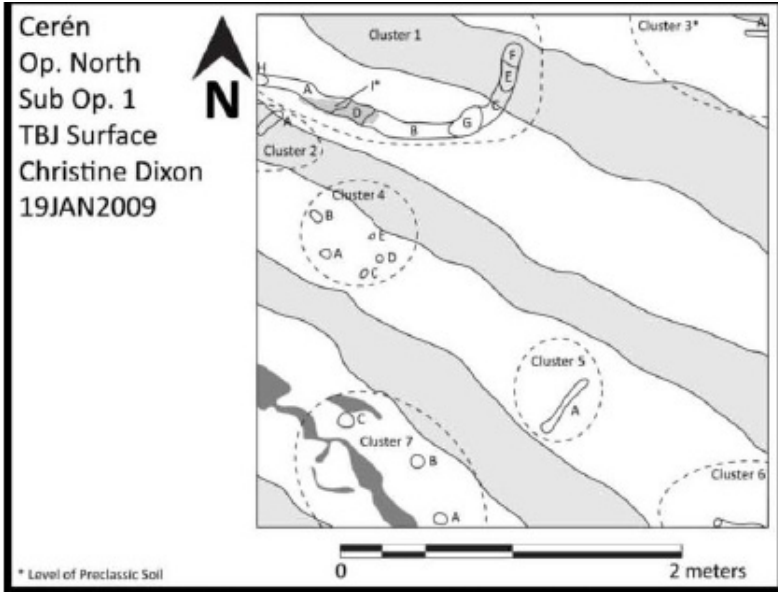 Cerén
Op. North
Sub Op. 1
TBJ Surface
Christine Dixon
19JAN2009
N
Cluster 1
Cluster 3*
A
F
E
C
H
A
I*
D
B
G
A
Cluster 2
Cluster 4
B
E
A
D
C
Cluster 5
A
C
Cluster 7
B
A
Cluster 6
* Level of Preclassic Soil
0
2 meters